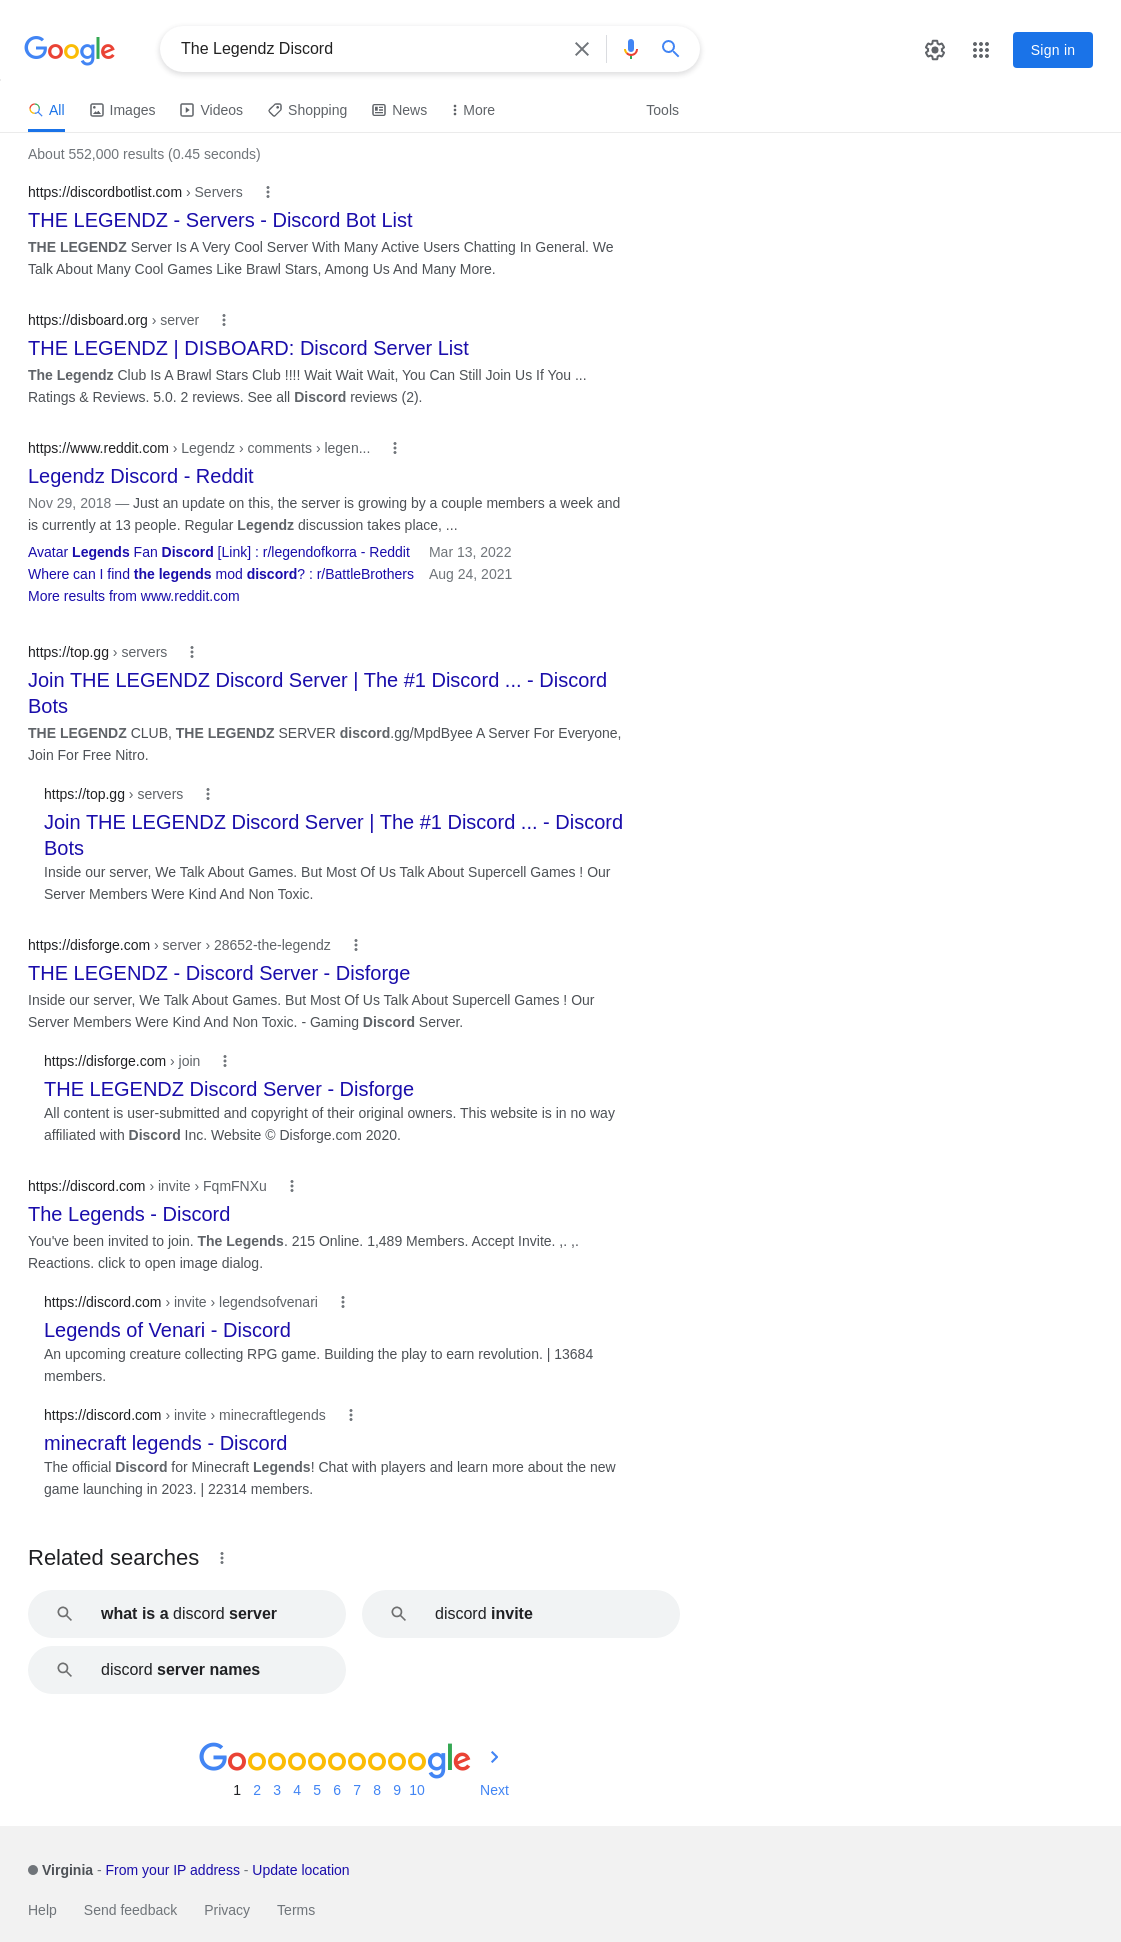 Google
The Legendz Discord
Sign in
All
Images
Videos
Shopping
News
More
Tools
About 552,000 results (0.45 seconds)
https://discordbotlist.com › Servers
THE LEGENDZ - Servers - Discord Bot List
THE LEGENDZ Server Is A Very Cool Server With Many Active Users Chatting In General. We
Talk About Many Cool Games Like Brawl Stars, Among Us And Many More.
https://disboard.org › server
THE LEGENDZ | DISBOARD: Discord Server List
The Legendz Club Is A Brawl Stars Club !!!! Wait Wait Wait, You Can Still Join Us If You ...
Ratings & Reviews. 5.0. 2 reviews. See all Discord reviews (2).
https://www.reddit.com › Legendz › comments › legen...
Legendz Discord - Reddit
Nov 29, 2018 — Just an update on this, the server is growing by a couple members a week and
is currently at 13 people. Regular Legendz discussion takes place, ...
Avatar Legends Fan Discord [Link] : r/legendofkorra - Reddit Mar 13, 2022
Where can I find the legends mod discord? : r/BattleBrothers Aug 24, 2021
More results from www.reddit.com
https://top.gg › servers
Join THE LEGENDZ Discord Server | The #1 Discord ... - Discord
Bots
THE LEGENDZ CLUB, THE LEGENDZ SERVER discord.gg/MpdByee A Server For Everyone,
Join For Free Nitro.
https://top.gg › servers
Join THE LEGENDZ Discord Server | The #1 Discord ... - Discord
Bots
Inside our server, We Talk About Games. But Most Of Us Talk About Supercell Games ! Our
Server Members Were Kind And Non Toxic.
https://disforge.com › server › 28652-the-legendz
THE LEGENDZ - Discord Server - Disforge
Inside our server, We Talk About Games. But Most Of Us Talk About Supercell Games ! Our
Server Members Were Kind And Non Toxic. - Gaming Discord Server.
https://disforge.com › join
THE LEGENDZ Discord Server - Disforge
All content is user-submitted and copyright of their original owners. This website is in no way
affiliated with Discord Inc. Website © Disforge.com 2020.
https://discord.com › invite › FqmFNXu
The Legends - Discord
You've been invited to join. The Legends. 215 Online. 1,489 Members. Accept Invite. ,. ,.
Reactions. click to open image dialog.
https://discord.com › invite › legendsofvenari
Legends of Venari - Discord
An upcoming creature collecting RPG game. Building the play to earn revolution. | 13684
members.
https://discord.com › invite › minecraftlegends
minecraft legends - Discord
The official Discord for Minecraft Legends! Chat with players and learn more about the new
game launching in 2023. | 22314 members.
Related searches
what is a discord server
discord invite
discord server names
Goooooooooogle
1 2 3 4 5 6 7 8 9 10 Next
Virginia - From your IP address - Update location
Help Send feedback Privacy Terms